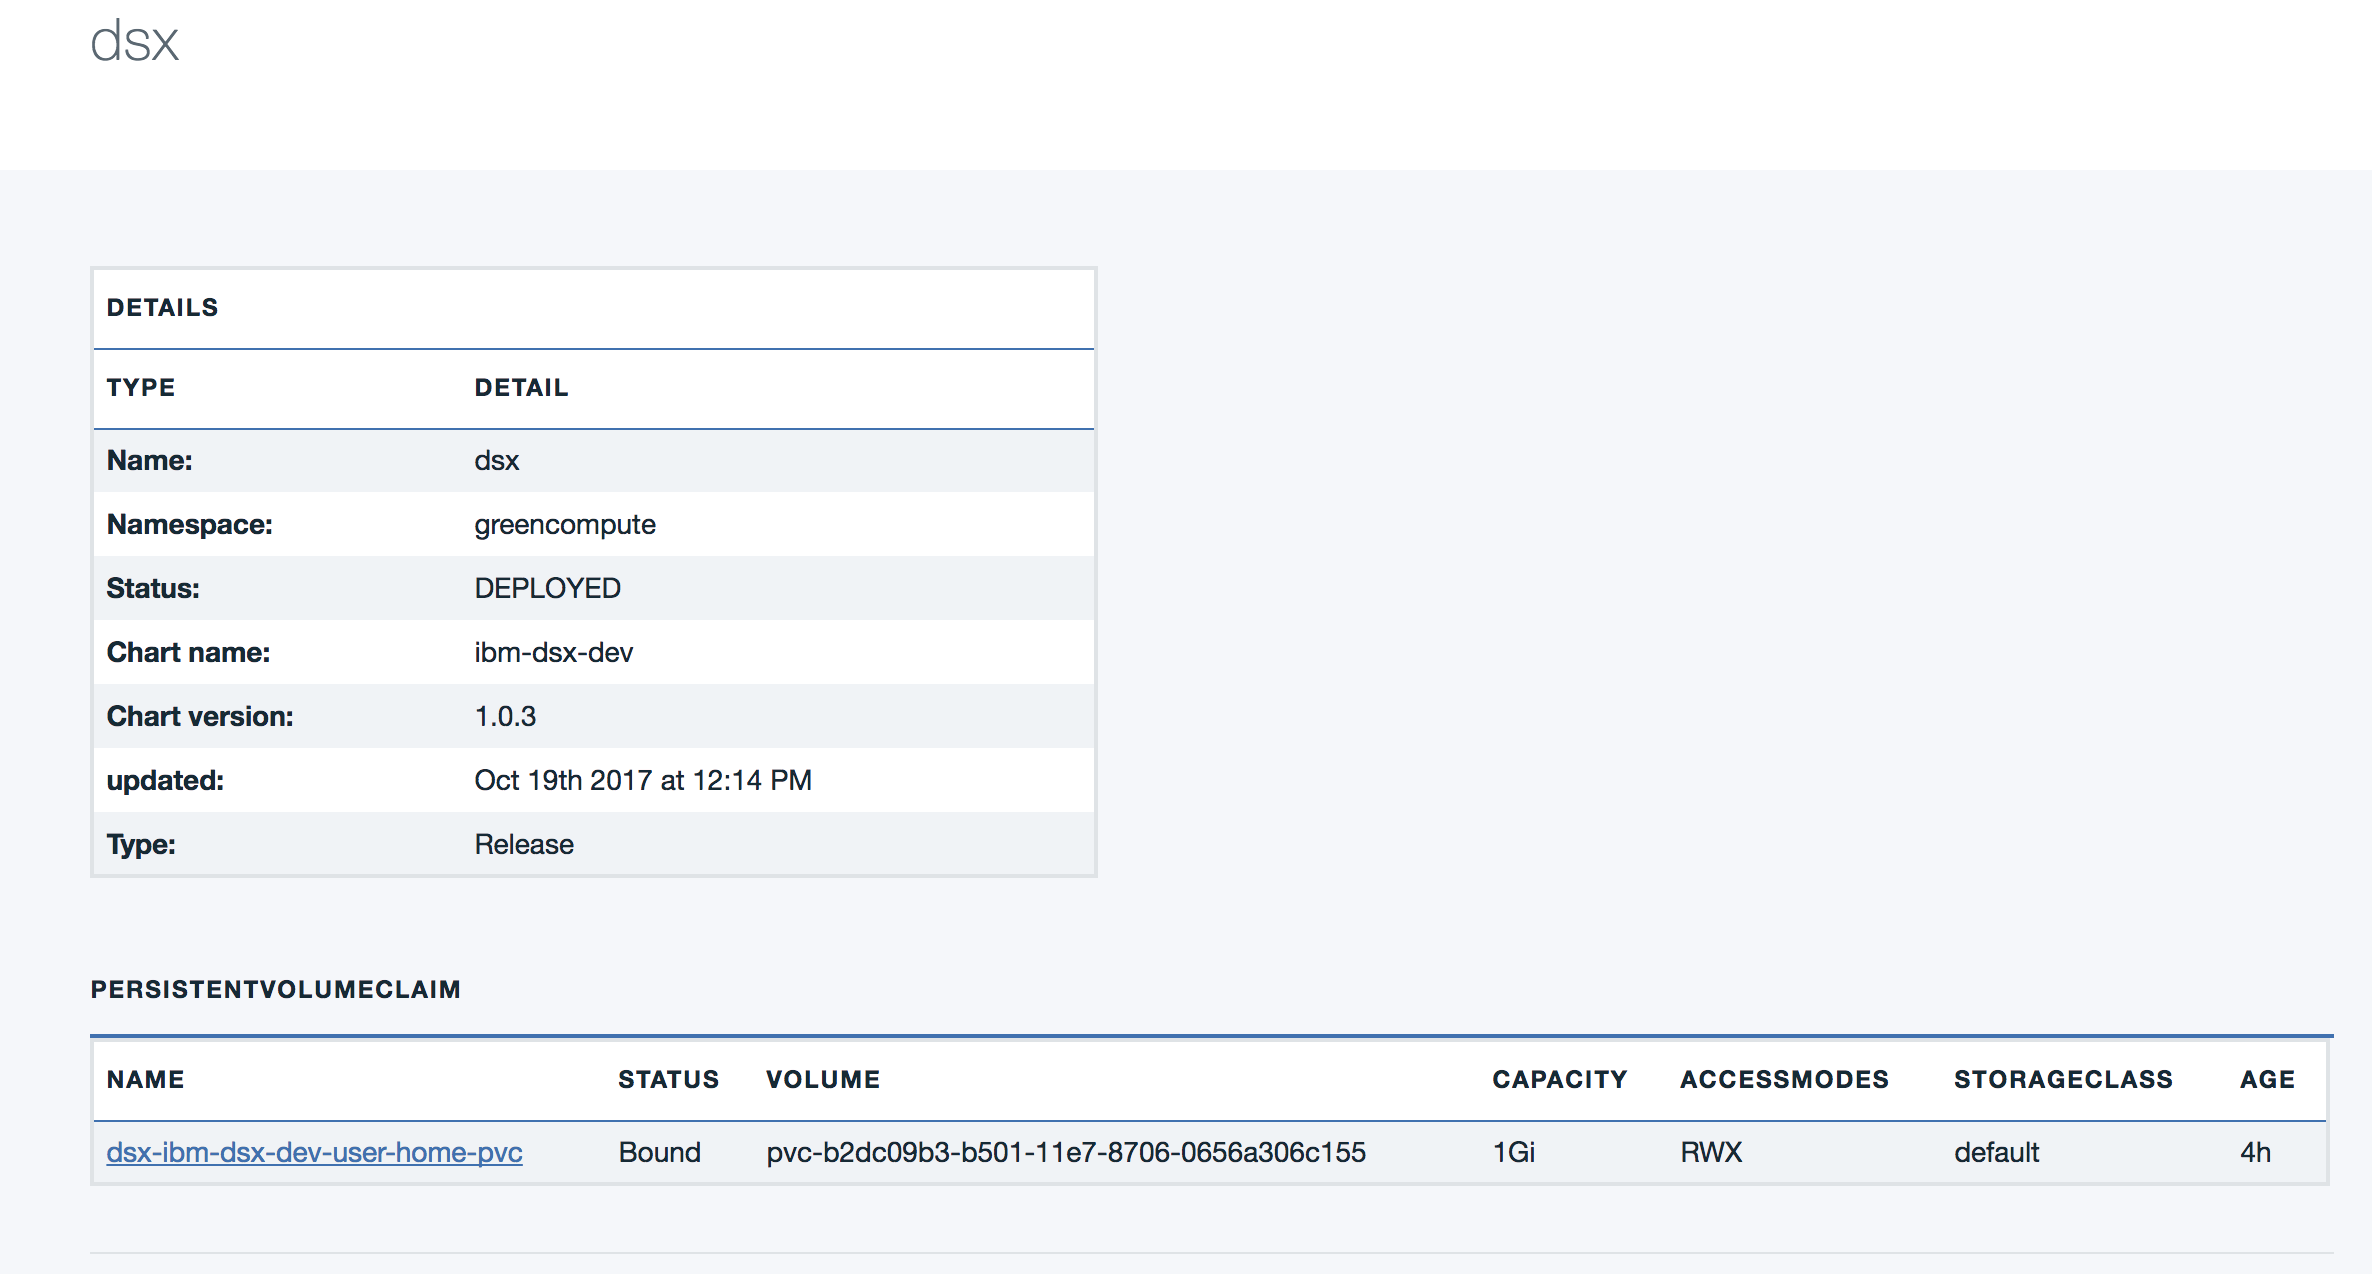 dsx
DETAILS
TYPE DETAIL
Name: dsx
Namespace: greencompute
Status: DEPLOYED
Chart name: ibm-dsx-dev
Chart version: 1.0.3
updated: Oct 19th 2017 at 12:14 PM
Type: Release
PERSISTENTVOLUMECLAIM
NAME STATUS VOLUME CAPACITY ACCESSMODES STORAGECLASS AGE
dsx-ibm-dsx-dev-user-home-pvc Bound pvc-b2dc09b3-b501-11e7-8706-0656a306c155 1Gi RWX default 4h